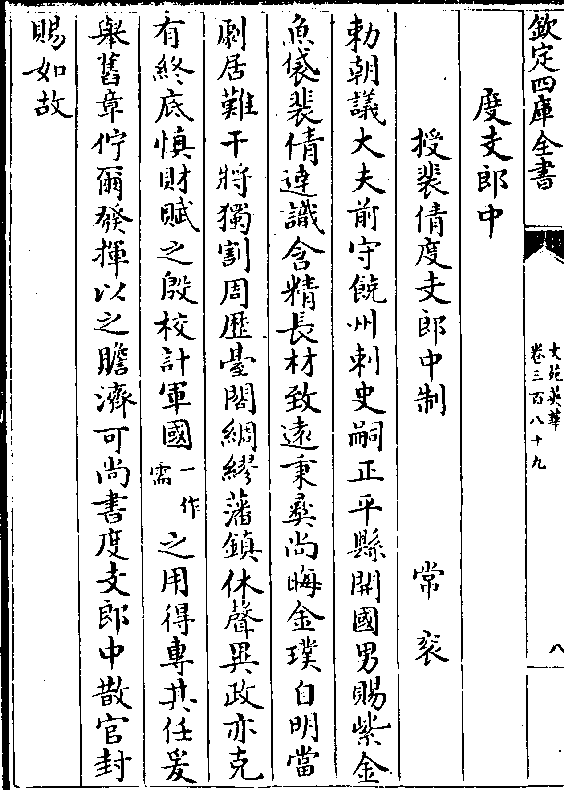 欽定四庫全書
文苑英華
卷三百八十九
八
度支郎中
授裴倩度支郎中制
常衮
勅朝議大夫前守饒州刺史嗣正平縣開國男賜紫金
魚袋裴倩連識含精長材致遠秉彛尚晦金璞自明當
劇居難干將獨割周歴臺閣綢繆藩鎮休聲異政亦克
有終底慎財賦之殷校計軍國一作需之用得專其任爰
舉舊章佇爾發揮以之贍濟可尚書度支郎中散官封
賜如故